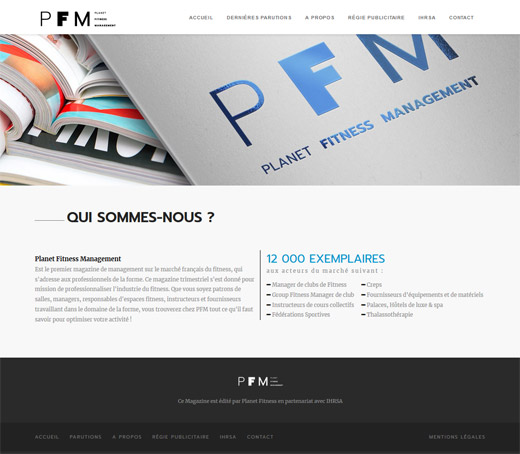 PFM PLANET
FITNESS
MANAGEMENT
ACCUEIL DERNIÈRES PARUTIONS A PROPOS RÉGIE PUBLICITAIRE IHRSA CONTACT
PFM
PLANET FITNESS MANAGEMENT
QUI SOMMES-NOUS ?
Planet Fitness Management
Est le premier magazine de management sur le marché français du fitness, qui
s'adresse aux professionnels de la forme. Ce magazine trimestriel s'est donné pour
mission de professionnaliser l'industrie du fitness. Que vous soyez patrons de
salles, managers, responsables d'espaces fitness, instructeurs et fournisseurs
travaillant dans le domaine de la forme, vous trouverez chez PFM tout ce qu'il faut
savoir pour optimiser votre activité !
12 000 EXEMPLAIRES
aux acteurs du marché suivant :
Manager de clubs de Fitness
Group Fitness Manager de club
Instructeurs de cours collectifs
Fédérations Sportives
Creps
Fournisseurs d'équipements et de matériels
Palaces, Hôtels de luxe & spa
Thalassothérapie
PFM
Ce Magazine est édité par Planet Fitness en partenariat avec IHRSA
ACCUEIL PARUTIONS A PROPOS RÉGIE PUBLICITAIRE IHRSA CONTACT MENTIONS LÉGALES